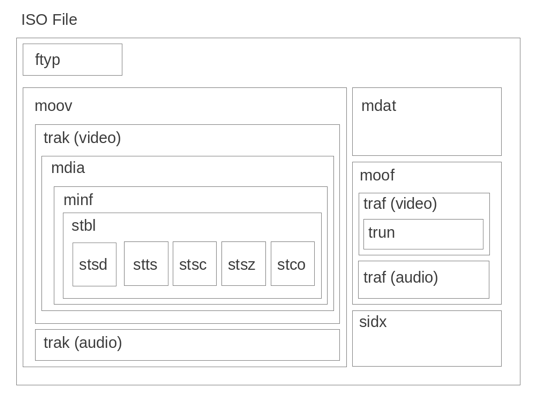 ISO File
ftyp
moov
trak (video)
mdia
minf
stbl
stsd stts stsc stsz stco
trak (audio)
mdat
moof
traf (video)
trun
traf (audio)
sidx